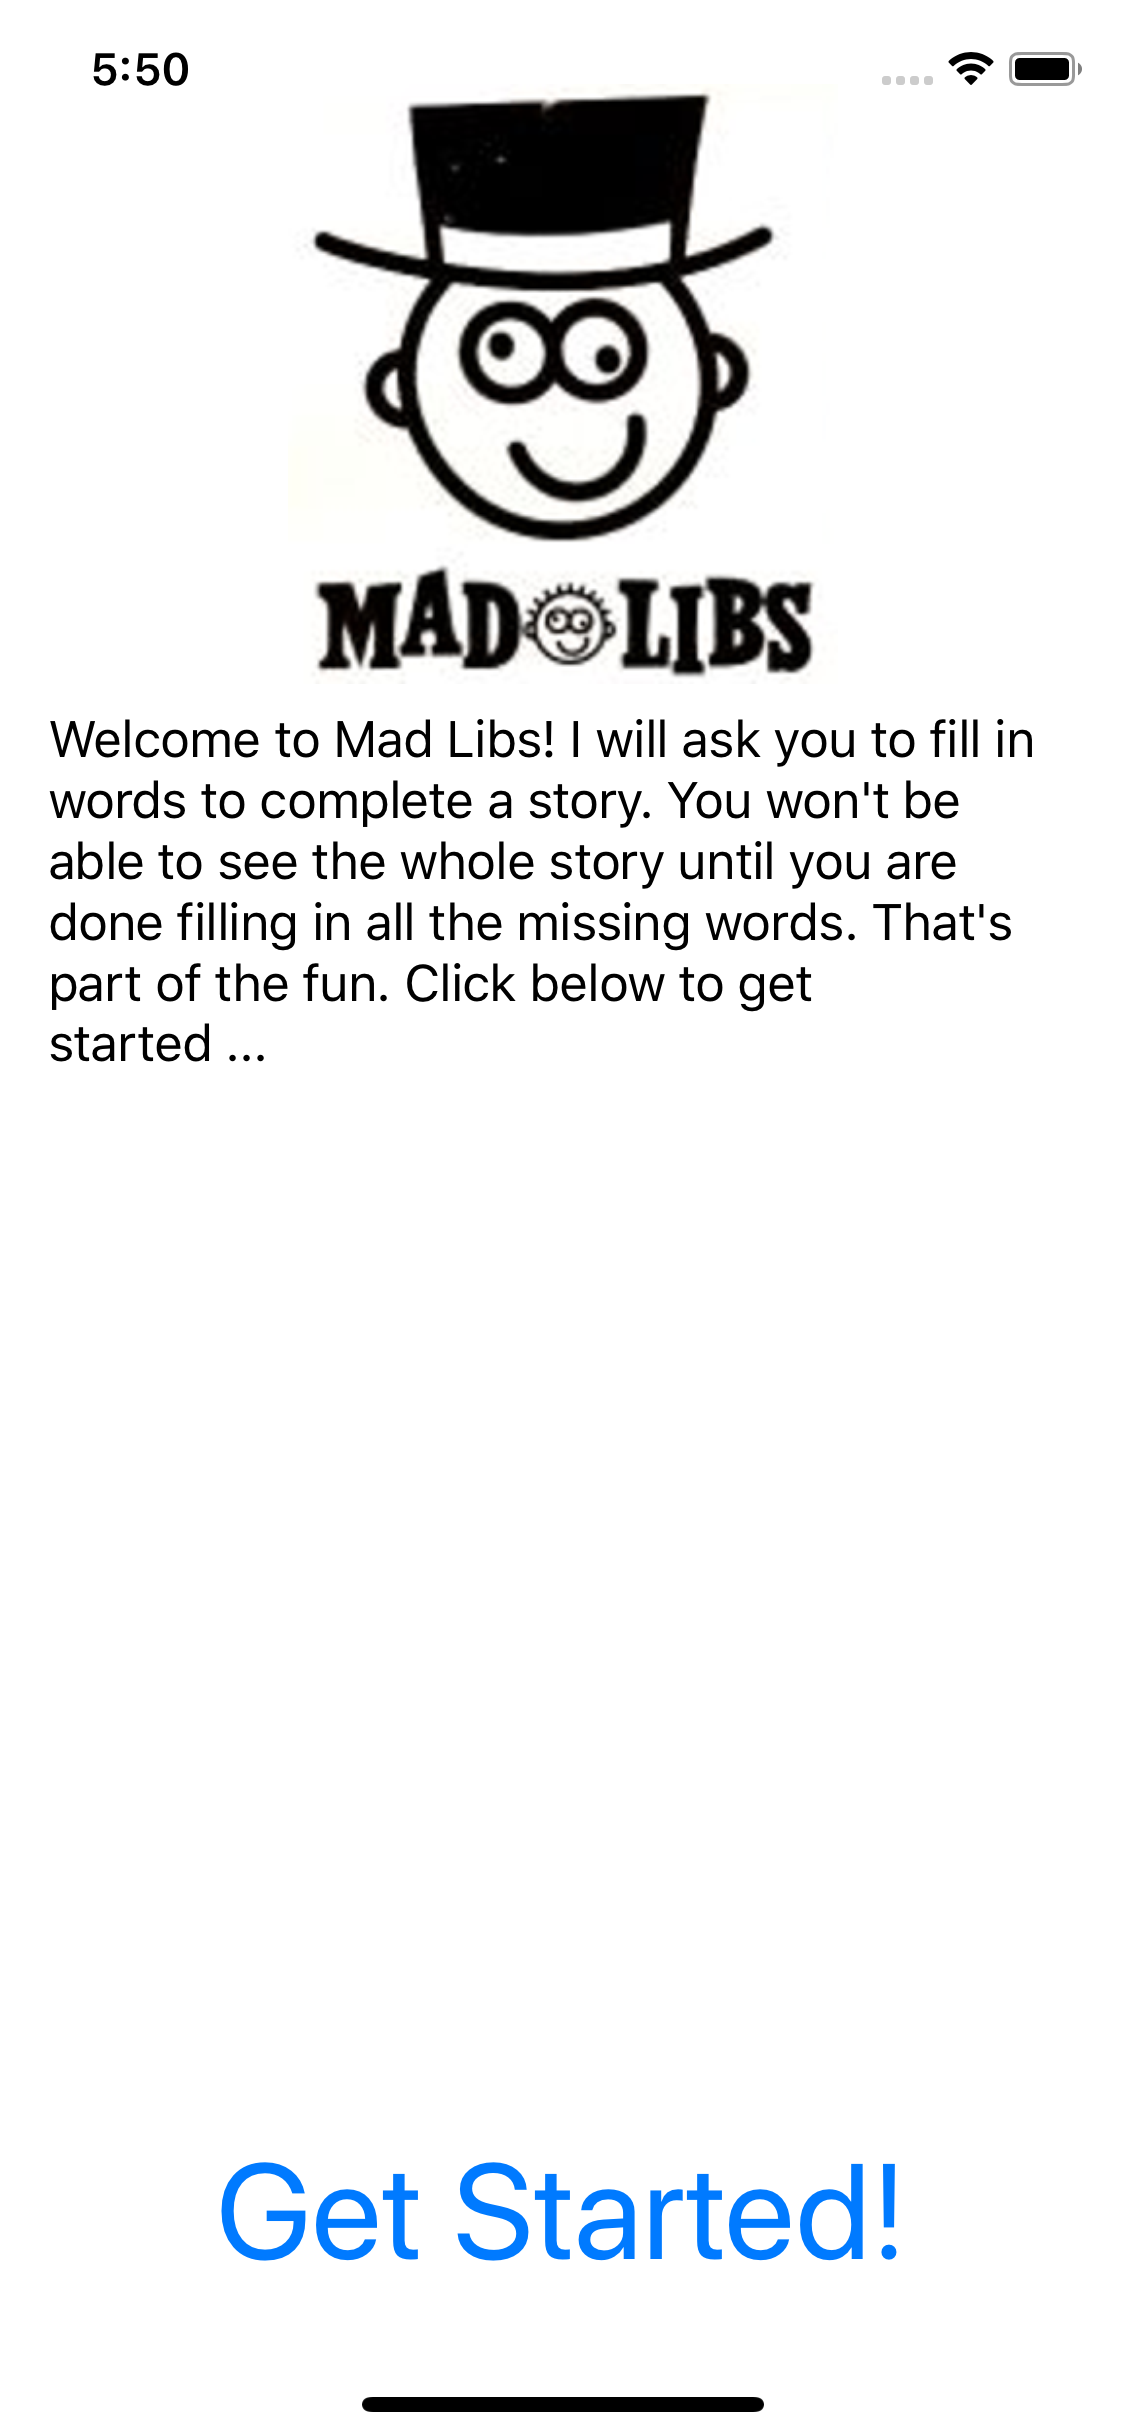 5:50
MAD LIBS
Welcome to Mad Libs! I will ask you to fill in
words to complete a story. You won't be
able to see the whole story until you are
done filling in all the missing words. That's
part of the fun. Click below to get
started ...
Get Started!